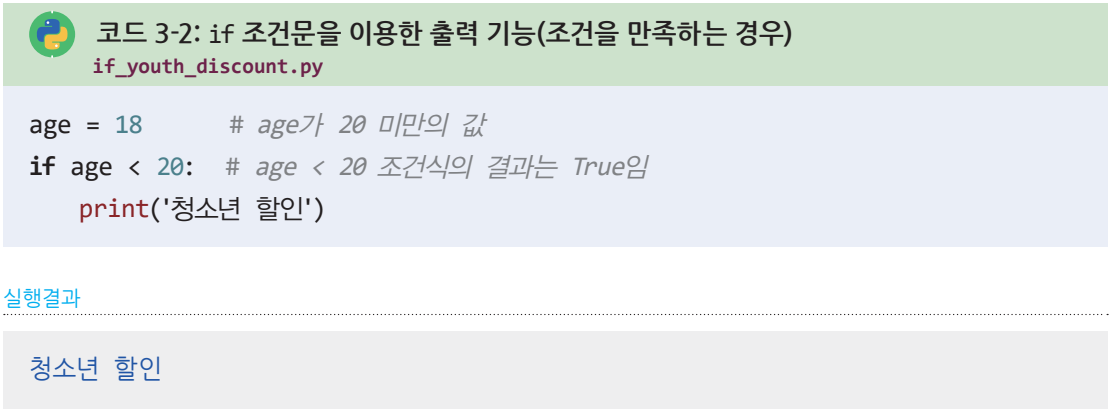 코드 3-2: if 조건문을 이용한 출력 기능(조건을 만족하는 경우)
if_youth_discount.py
age = 18 # age가 20 미만의 값
if age < 20: # age < 20 조건식의 결과는 True임
    print('청소년 할인')
실행결과
청소년 할인